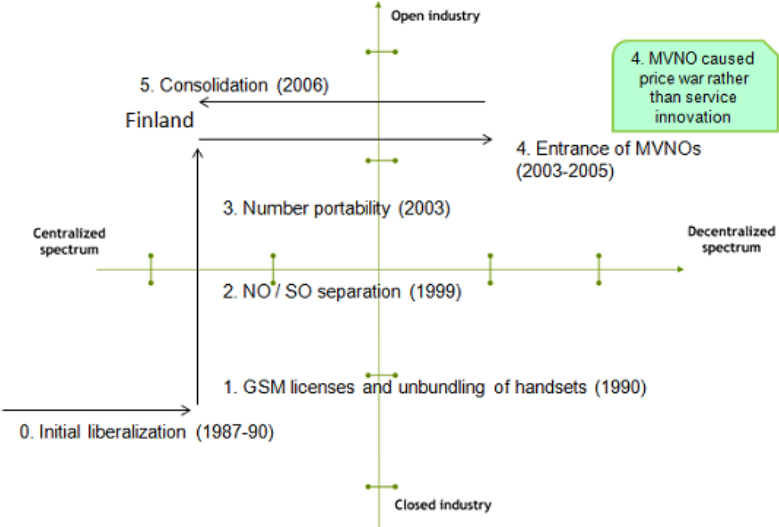 Open industry
4. MVNO caused
price war rather
than service
innovation
5. Consolidation (2006)
Finland
4. Entrance of MVNOs
(2003-2005)
3. Number portability (2003)
Centralized
spectrum
Decentralized
spectrum
2. NO / SO separation (1999)
1. GSM licenses and unbundling of handsets (1990)
0. Initial liberalization (1987-90)
Closed industry